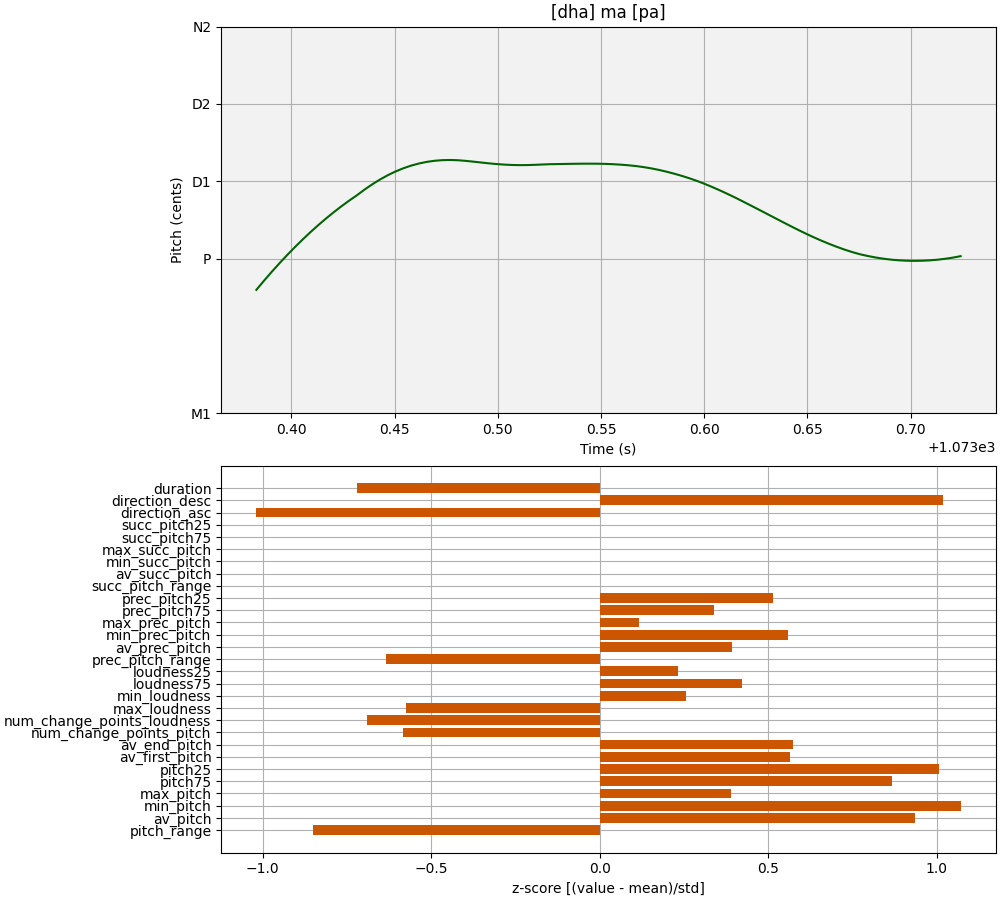 [dha] ma [pa]
N2
D2
D1
P
M1
Pitch (cents)
0.40 0.45 0.50 0.55 0.60 0.65 0.70
Time (s)
+1.073e3
duration
direction_desc
direction_asc
succ_pitch25
succ_pitch75
max_succ_pitch
min_succ_pitch
av_succ_pitch
succ_pitch_range
prec_pitch25
prec_pitch75
max_prec_pitch
min_prec_pitch
av_prec_pitch
prec_pitch_range
loudness25
loudness75
min_loudness
max_loudness
num_change_points_loudness
num_change_points_pitch
av_end_pitch
av_first_pitch
pitch25
pitch75
max_pitch
min_pitch
av_pitch
pitch_range
−1.0 −0.5 0.0 0.5 1.0
z-score [(value - mean)/std]